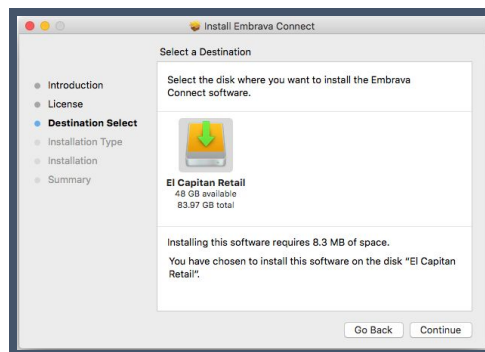 Install Embrava Connect
Select a Destination
Introduction
License
Destination Select
Installation Type
Installation
Summary
Select the disk where you want to install the Embrava
Connect software.
El Capitan Retail
48 GB available
83.97 GB total
Installing this software requires 8.3 MB of space.
You have chosen to install this software on the disk “El Capitan
Retail”.
Go Back
Continue